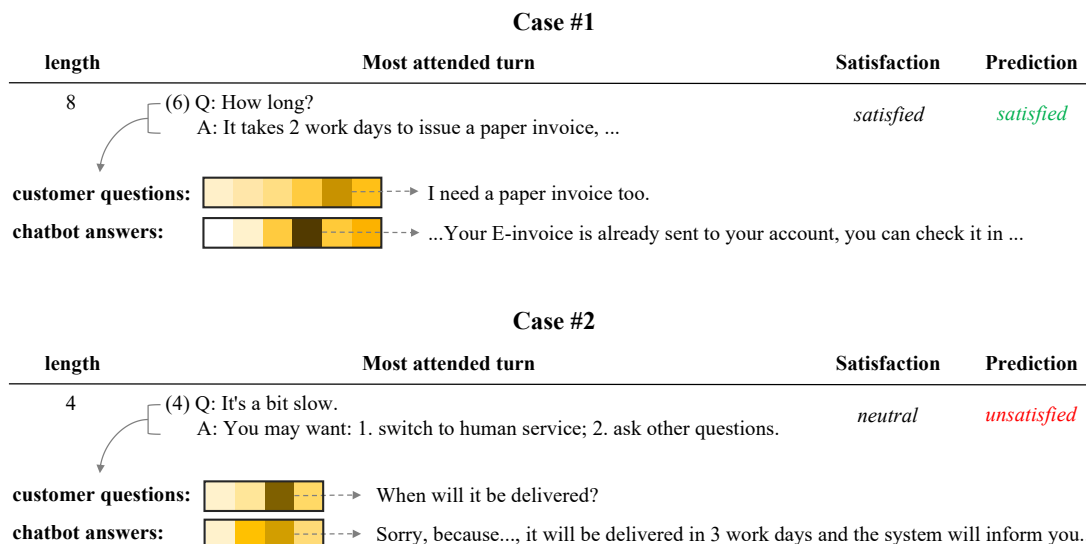 Case #1
length Most attended turn Satisfaction Prediction
8 (6) Q: How long? satisfied satisfied
A: It takes 2 work days to issue a paper invoice, ...
customer questions: I need a paper invoice too.
chatbot answers: ...Your E-invoice is already sent to your account, you can check it in ...
Case #2
length Most attended turn Satisfaction Prediction
4 (4) Q: It's a bit slow. neutral unsatisfied
A: You may want: 1. switch to human service; 2. ask other questions.
customer questions: When will it be delivered?
chatbot answers: Sorry, because..., it will be delivered in 3 work days and the system will inform you.